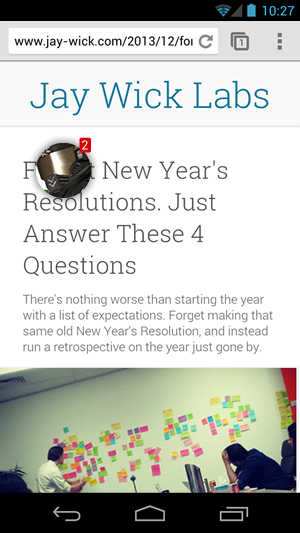 10:27
www.jay-wick.com/2013/12/for
1
Jay Wick Labs
2
New Year's
Resolutions. Just
Answer These 4
Questions
There's nothing worse than starting the year
with a list of expectations. Forget making that
same old New Year's Resolution, and instead
run a retrospective on the year just gone by.